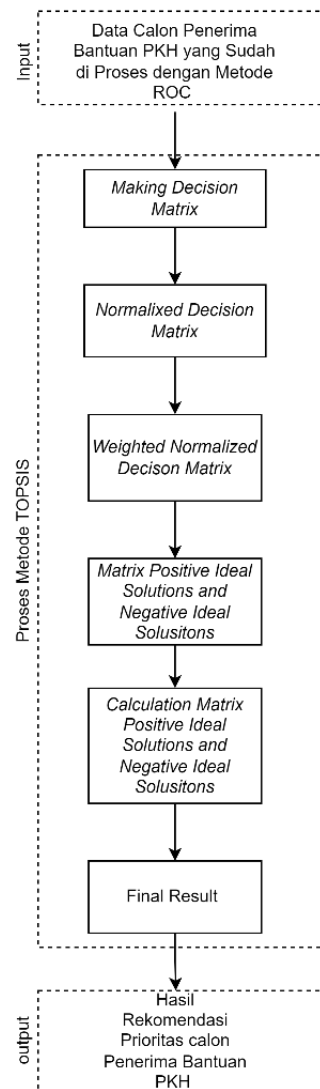 Input
Data Calon Penerima
Bantuan PKH yang Sudah
di Proses dengan Metode
ROC
Proses Metode TOPSIS
Making Decision
Matrix
Normalixed Decision
Matrix
Weighted Normalized
Decison Matrix
Matrix Positive Ideal
Solutions and
Negative Ideal
Solusitons
Calculation Matrix
Positive Ideal
Solutions and
Negative Ideal
Solusitons
Final Result
output
Hasil
Rekomendasi
Prioritas calon
Penerima Bantuan
PKH